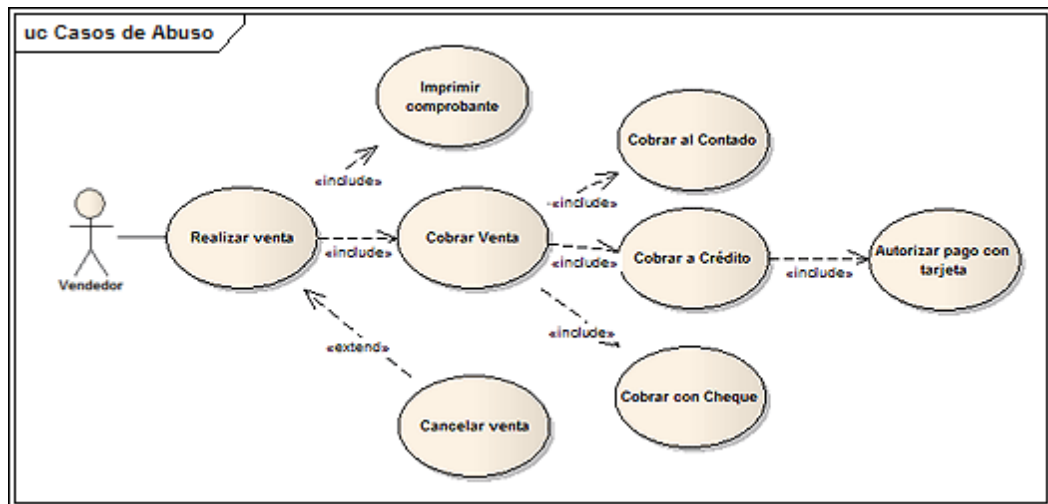 uc Casos de Abuso
Imprimir
comprobante
Cobrar al Contado
«include»
«include»
Realizar venta
«include»
Cobrar Venta
«include»
Cobrar a Crédito
«include»
Autorizar pago con
tarjeta
Vendedor
«include»
«extend»
Cobrar con Cheque
Cancelar venta